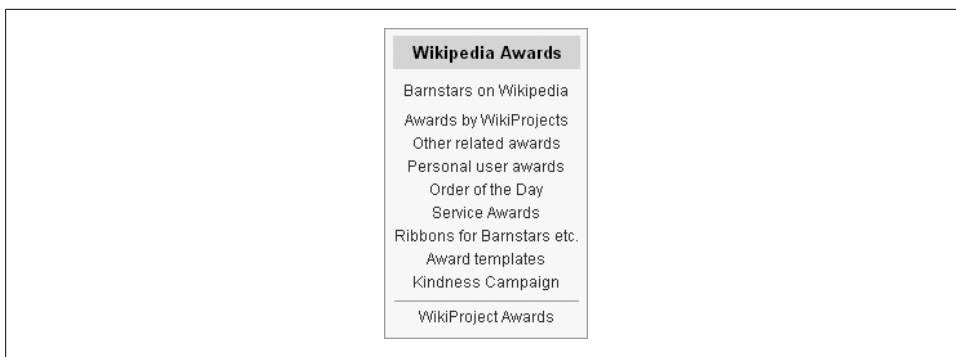 Wikipedia Awards
Barnstars on Wikipedia
Awards by WikiProjects
Other related awards
Personal user awards
Order of the Day
Service Awards
Ribbons for Barnstars etc.
Award templates
Kindness Campaign
WikiProject Awards